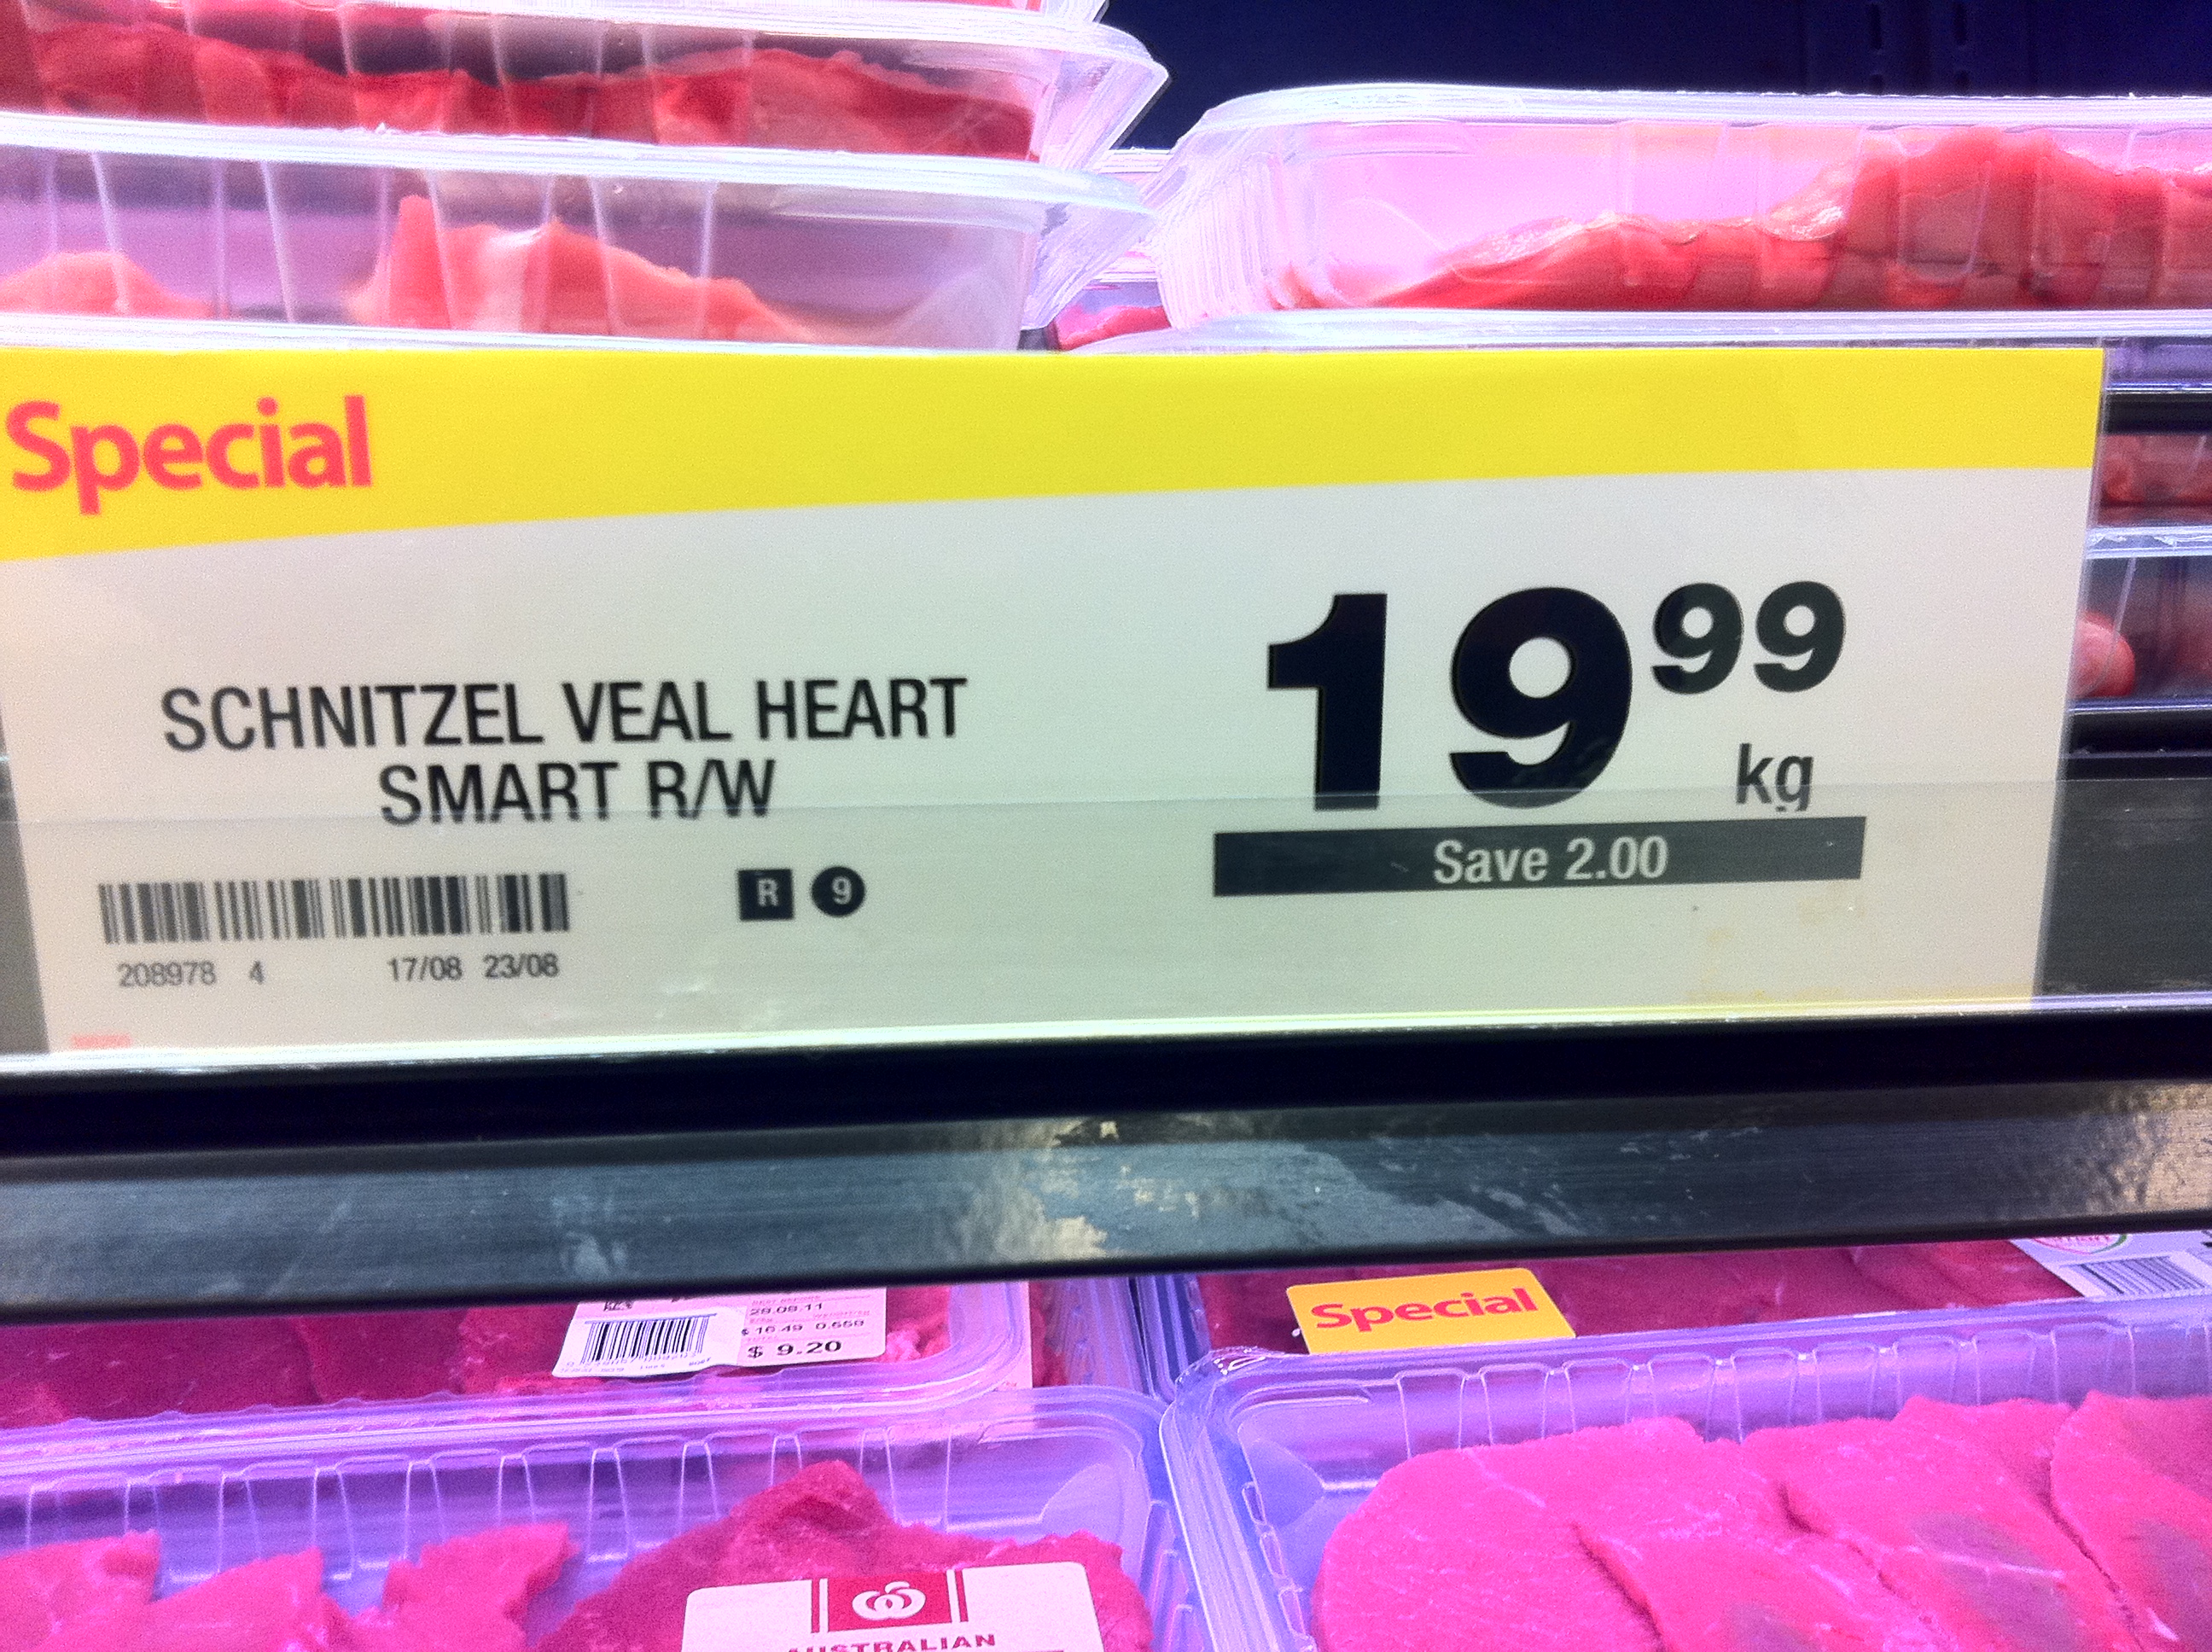 Special
SCHNITZEL VEAL HEART
SMART R/W
19 99
kg
Save 2.00
R 9
208978 4 17/08 23/08
28.08.11
$ 16.49 0.558
$ 9.20
Special
AUSTRALIAN